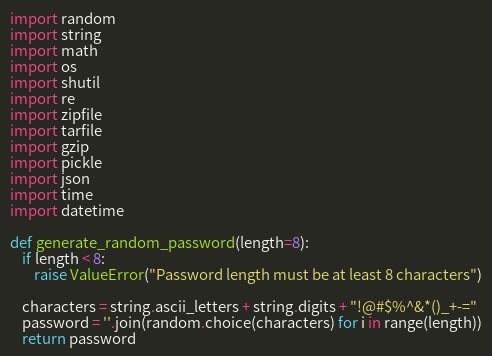 import random
import string
import math
import os
import shutil
import re
import zipfile
import tarfile
import gzip
import pickle
import json
import time
import datetime

def generate_random_password(length=8):
    if length < 8:
        raise ValueError("Password length must be at least 8 characters")

    characters = string.ascii_letters + string.digits + "!@#$%^&*()_+-="
    password = ''.join(random.choice(characters) for i in range(length))
    return password